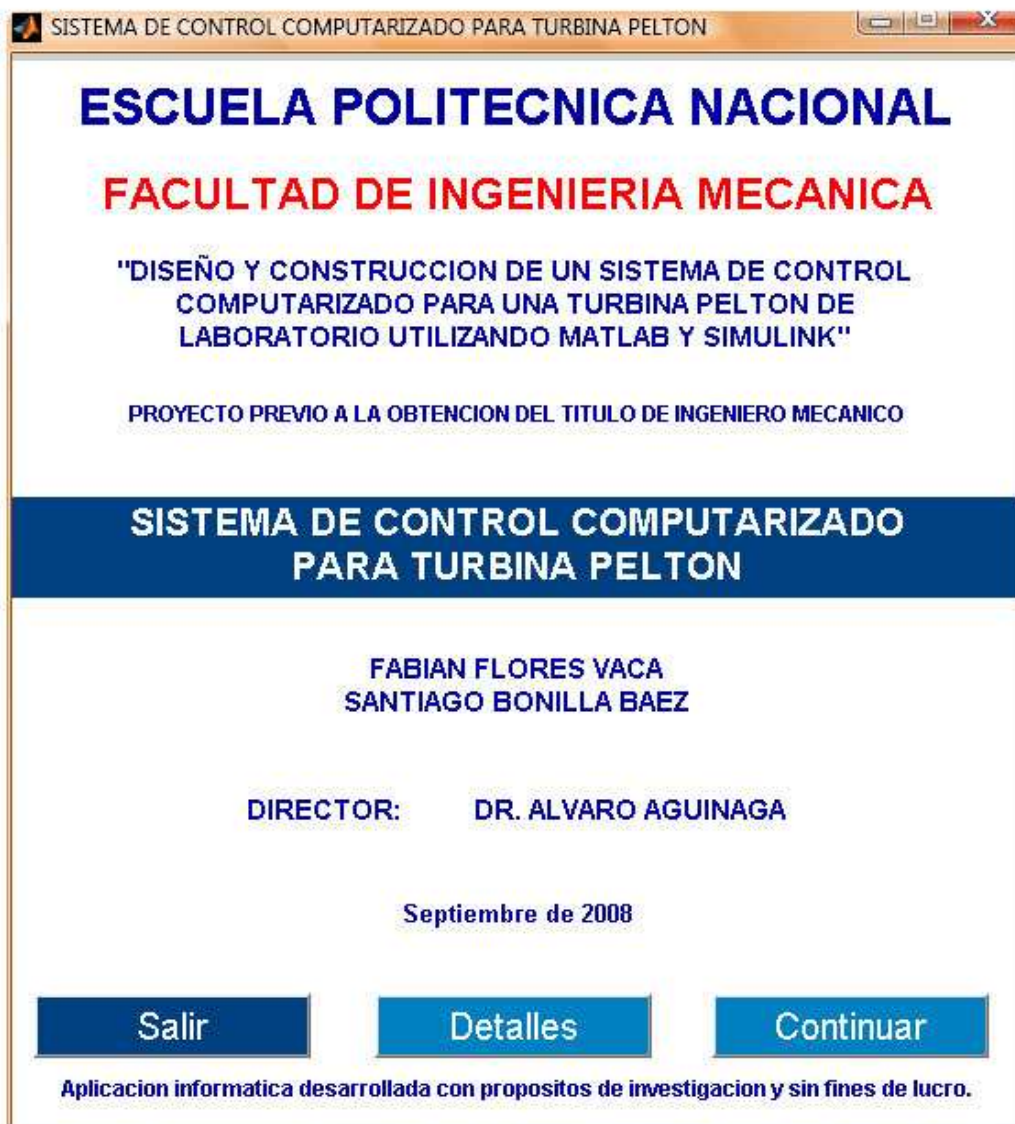 SISTEMA DE CONTROL COMPUTARIZADO PARA TURBINA PELTON
ESCUELA POLITECNICA NACIONAL
FACULTAD DE INGENIERIA MECANICA
"DISEÑO Y CONSTRUCCION DE UN SISTEMA DE CONTROL
COMPUTARIZADO PARA UNA TURBINA PELTON DE
LABORATORIO UTILIZANDO MATLAB Y SIMULINK"
PROYECTO PREVIO A LA OBTENCION DEL TITULO DE INGENIERO MECANICO
SISTEMA DE CONTROL COMPUTARIZADO
PARA TURBINA PELTON
FABIAN FLORES VACA
SANTIAGO BONILLA BAEZ
DIRECTOR: DR. ALVARO AGUINAGA
Septiembre de 2008
Salir Detalles Continuar
Aplicacion informatica desarrollada con propositos de investigacion y sin fines de lucro.